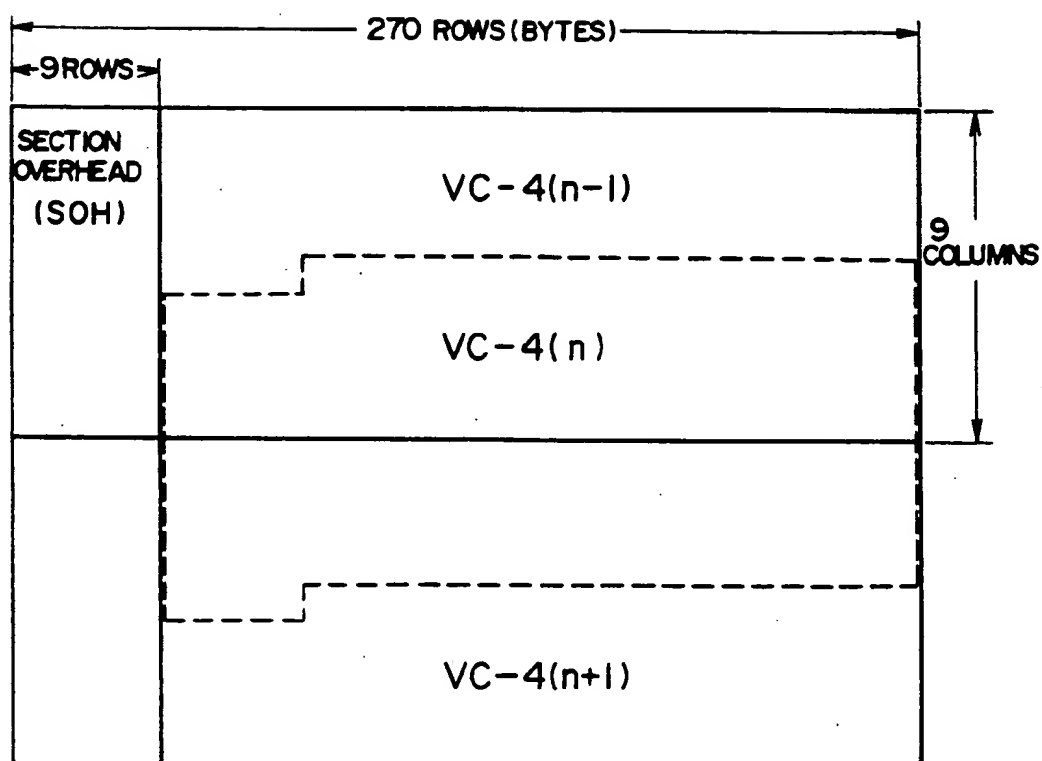 270 ROWS (BYTES)
9 ROWS
SECTION
OVERHEAD
(SOH)
VC-4(n-1)
9
COLUMNS
VC-4(n)
VC-4(n+1)